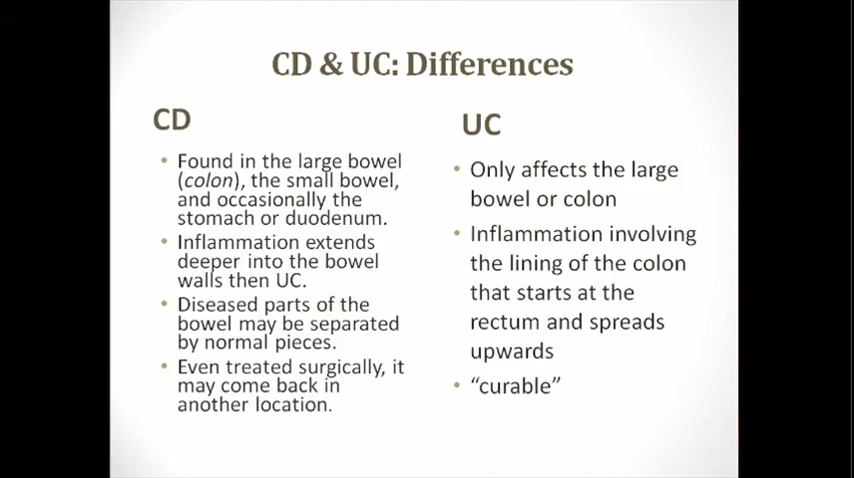 CD & UC: Differences
CD
• Found in the large bowel
(colon), the small bowel,
and occasionally the
stomach or duodenum.
• Inflammation extends
deeper into the bowel
walls then UC.
• Diseased parts of the
bowel may be separated
by normal pieces.
• Even treated surgically, it
may come back in
another location.
UC
• Only affects the large
bowel or colon
• Inflammation involving
the lining of the colon
that starts at the
rectum and spreads
upwards
• “curable”